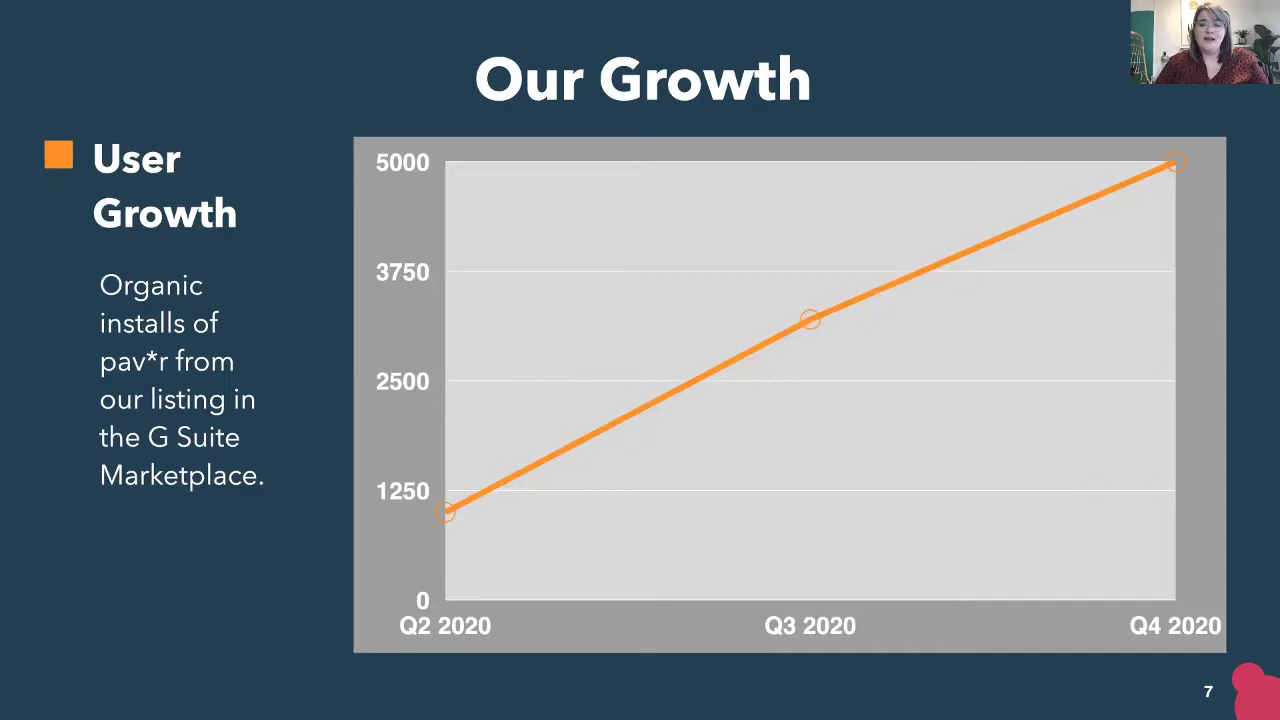 Our Growth
User
Growth
Organic
installs of
pav*r from
our listing in
the G Suite
Marketplace.
5000
3750
2500
1250
0
Q2 2020
Q3 2020
Q4 2020
7